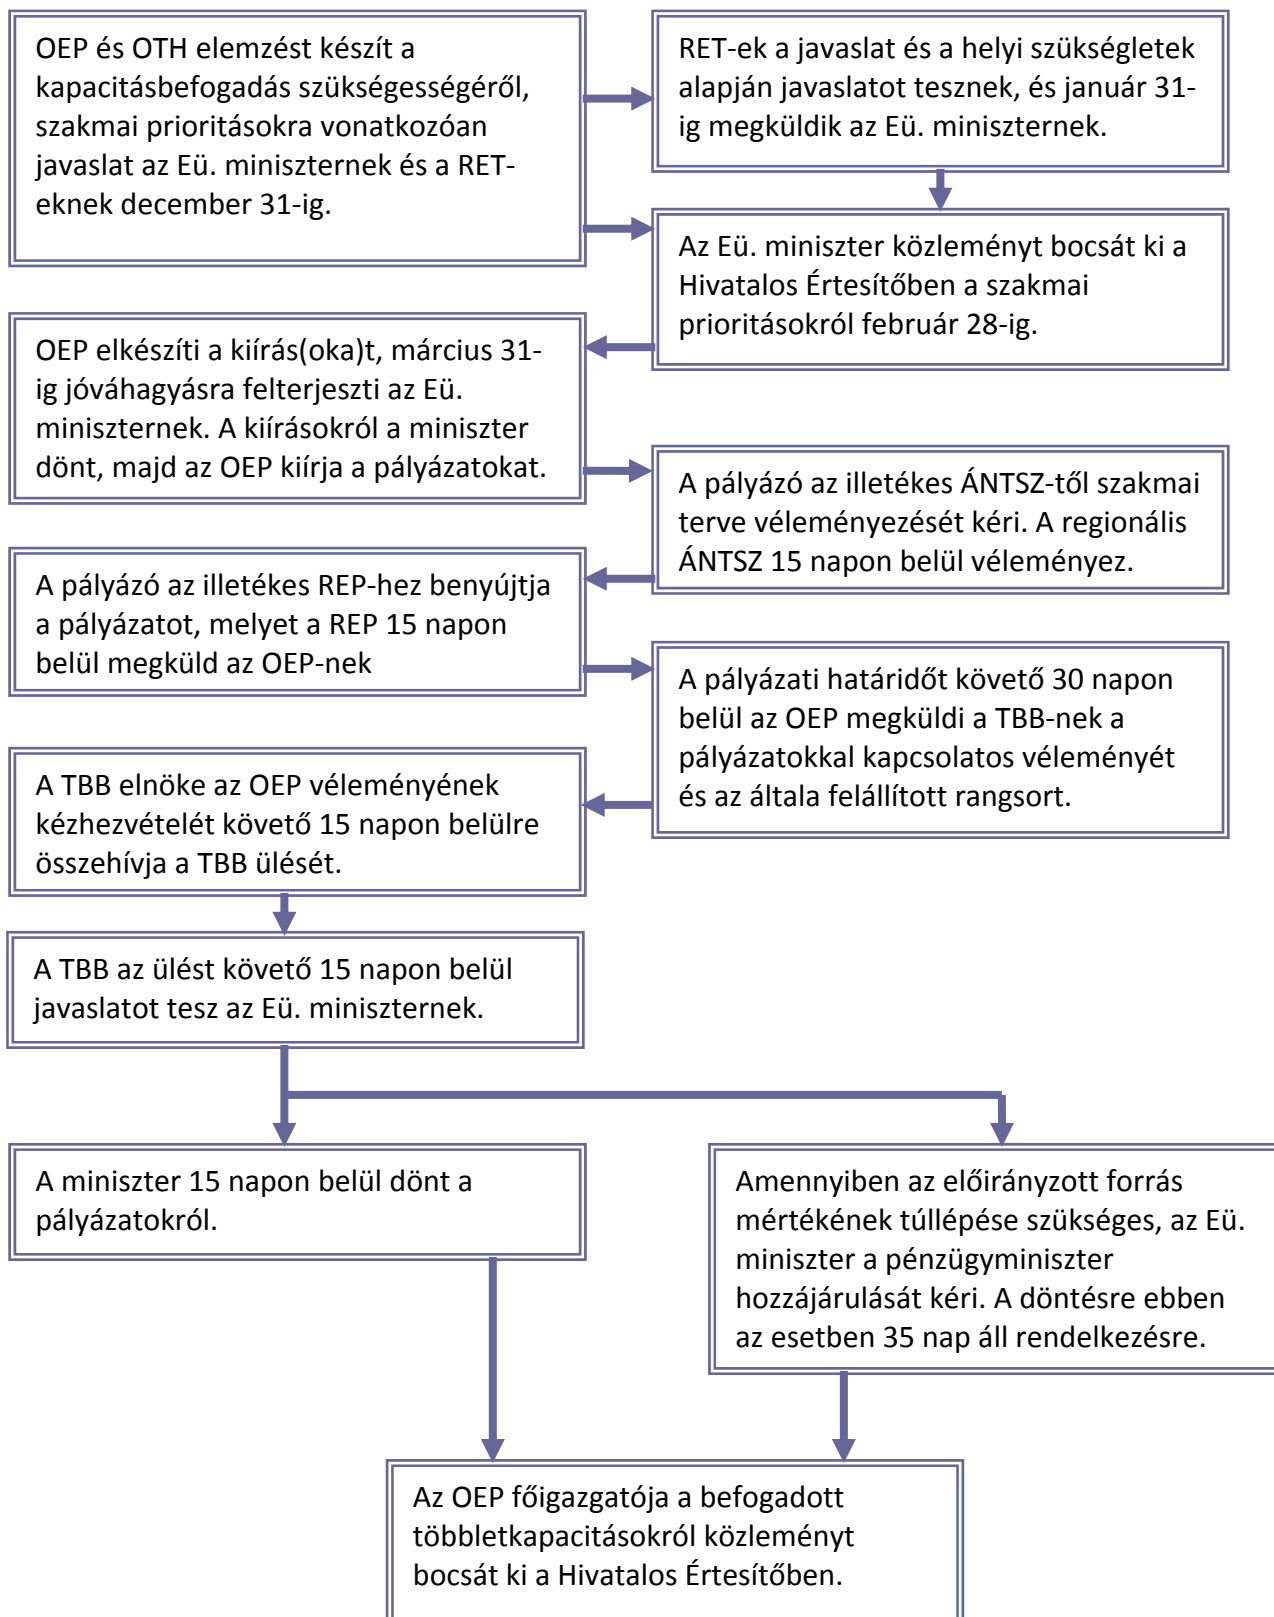 OEP és OTH elemzést készít a
kapacitásbefogadás szükségességéről,
szakmai prioritásokra vonatkozóan
javaslat az Eü. miniszternek és a RET-
eknek december 31-ig.
RET-ek a javaslat és a helyi szükségletek
alapján javaslatot tesznek, és január 31-
ig megküldik az Eü. miniszternek.
Az Eü. miniszter közleményt bocsát ki a
Hivatalos Értesítőben a szakmai
prioritásokról február 28-ig.
OEP elkészíti a kiírás(oka)t, március 31-
ig jóváhagyásra felterjeszti az Eü.
miniszternek. A kiírásokról a miniszter
dönt, majd az OEP kiírja a pályázatokat.
A pályázó az illetékes ÁNTSZ-től szakmai
terve véleményezését kéri. A regionális
ÁNTSZ 15 napon belül véleményez.
A pályázó az illetékes REP-hez benyújtja
a pályázatot, melyet a REP 15 napon
belül megküld az OEP-nek
A pályázati határidőt követő 30 napon
belül az OEP megküldi a TBB-nek a
pályázatokkal kapcsolatos véleményét
és az általa felállított rangsort.
A TBB elnöke az OEP véleményének
kézhezvételét követő 15 napon belülre
összehívja a TBB ülését.
A TBB az ülést követő 15 napon belül
javaslatot tesz az Eü. miniszternek.
A miniszter 15 napon belül dönt a
pályázatokról.
Amennyiben az előirányzott forrás
mértékének túllépése szükséges, az Eü.
miniszter a pénzügyminiszter
hozzájárulását kéri. A döntésre ebben
az esetben 35 nap áll rendelkezésre.
Az OEP főigazgatója a befogadott
többletkapacitásokról közleményt
bocsát ki a Hivatalos Értesítőben.